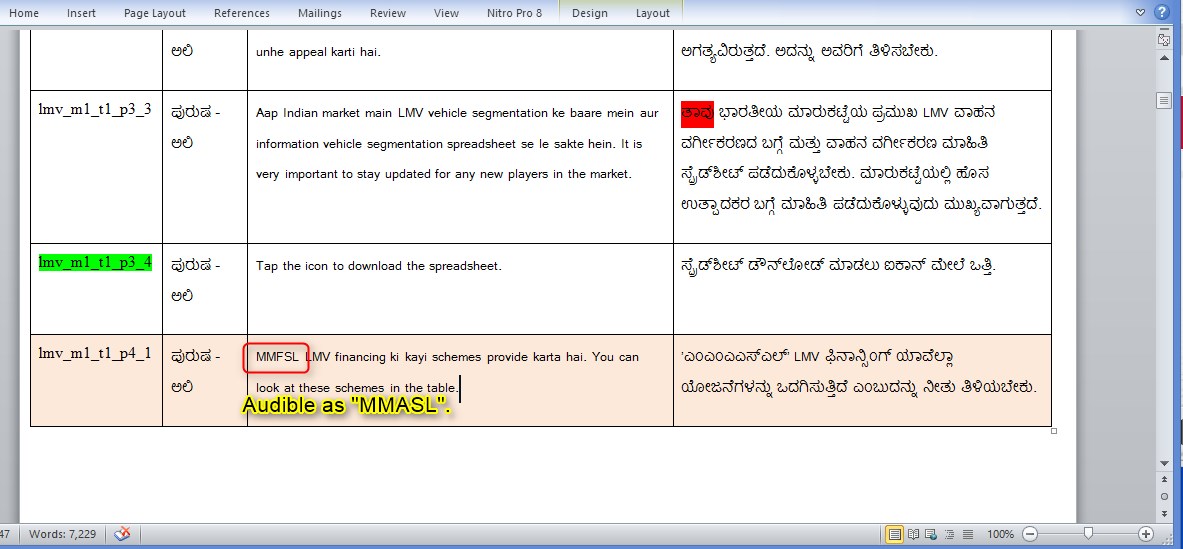 Home Insert Page Layout References Mailings Review View Nitro Pro 8 Design Layout
ಅಲಿ
unhe appeal karti hai.
ಅಗತ್ಯವಿರುತ್ತದೆ. ಅದನ್ನು ಅವರಿಗೆ ತಿಳಿಸಬೇಕು.
lmv_m1_t1_p3_3
ಪುರುಷ -
ಅಲಿ
Aap Indian market main LMV vehicle segmentation ke baare mein aur
information vehicle segmentation spreadsheet se le sakte hein. It is
very important to stay updated for any new players in the market.
ತಾವು ಭಾರತೀಯ ಮಾರುಕಟ್ಟೆಯ ಪ್ರಮುಖ LMV ವಾಹನ
ವರ್ಗೀಕರಣದ ಬಗ್ಗೆ ಮತ್ತು ವಾಹನ ವರ್ಗೀಕರಣ ಮಾಹಿತಿ
ಸ್ಪ್ರೆಡ್‌ಶೀಟ್ ಪಡೆದುಕೊಳ್ಳಬೇಕು. ಮಾರುಕಟ್ಟೆಯಲ್ಲಿ ಹೊಸ
ಉತ್ಪಾದಕರ ಬಗ್ಗೆ ಮಾಹಿತಿ ಪಡೆದುಕೊಳ್ಳುವುದು ಮುಖ್ಯವಾಗುತ್ತದೆ.
lmv_m1_t1_p3_4
ಪುರುಷ -
ಅಲಿ
Tap the icon to download the spreadsheet.
ಸ್ಪ್ರೆಡ್‌ಶೀಟ್ ಡೌನ್‌ಲೋಡ್ ಮಾಡಲು ಐಕಾನ್ ಮೇಲೆ ಒತ್ತಿ.
lmv_m1_t1_p4_1
ಪುರುಷ -
ಅಲಿ
MMFSL LMV financing ki kayi schemes provide karta hai. You can
look at these schemes in the table.
Audible as "MMASL".
'ಎಂಎಂಎಎಸ್ಎಲ್' LMV ಫಿನಾನ್ಸಿಂಗ್ ಯಾವೆಲ್ಲಾ
ಯೋಜನೆಗಳನ್ನು ಒದಗಿಸುತ್ತಿದೆ ಎಂಬುದನ್ನು ನೀತು ತಿಳಿಯಬೇಕು.
47 Words: 7,229 100%